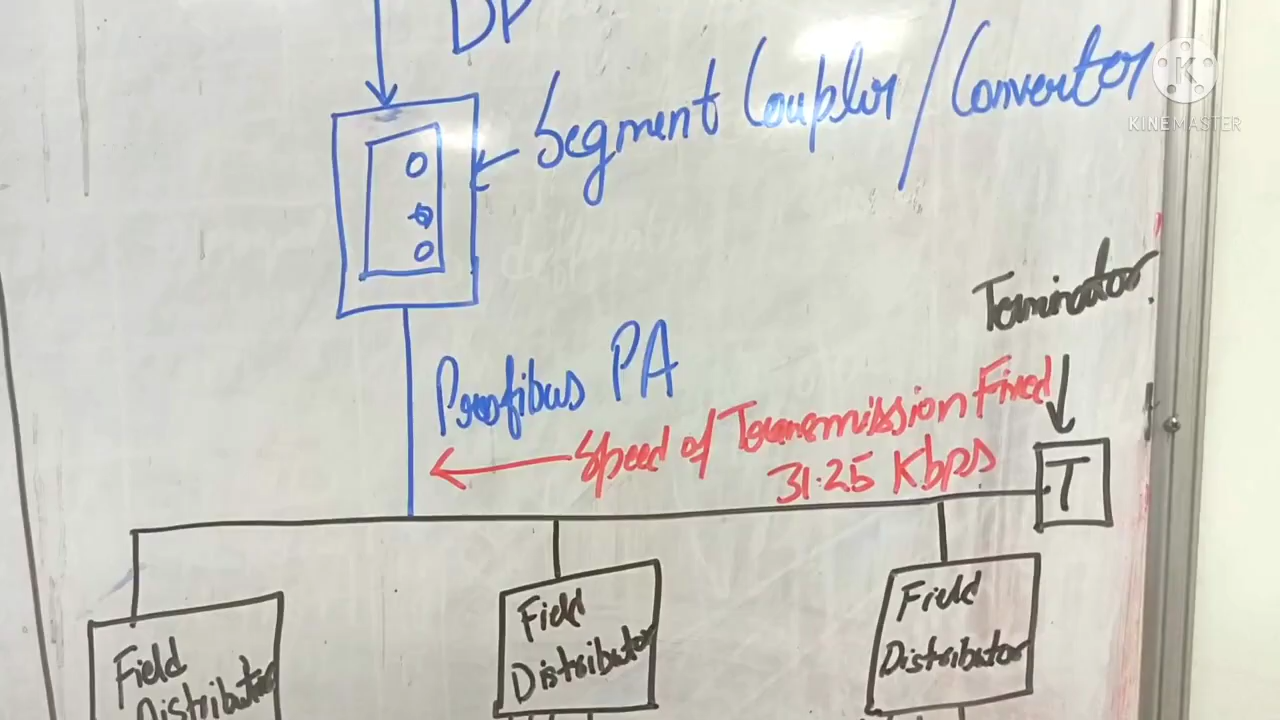 DP
Segment Coupler / Convertor
KINEMASTER
Terminator.
Profibus PA
Speed of Transmission Fixed
31.25 Kbps
T
Field
Distributor
Field
Distributor
Field
Distributor